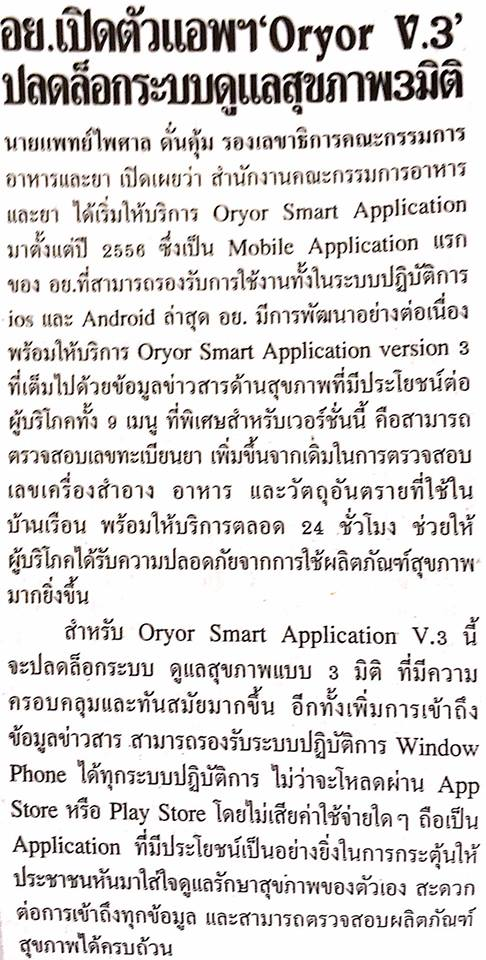 อย.เปิดตัวแอพฯ‘Oryor V.3’
ปลดล็อกระบบดูแลสุขภาพ3มิติ
นายแพทย์ไพศาล ดั่นคุ้ม รองเลขาธิการคณะกรรมการ
อาหารและยา เปิดเผยว่า สำนักงานคณะกรรมการอาหาร
และยา ได้เริ่มให้บริการ Oryor Smart Application
มาตั้งแต่ปี 2556 ซึ่งเป็น Mobile Application แรก
ของ อย.ที่สามารถรองรับการใช้งานทั้งในระบบปฏิบัติการ
ios และ Android ล่าสุด อย. มีการพัฒนาอย่างต่อเนื่อง
พร้อมให้บริการ Oryor Smart Application version 3
ที่เต็มไปด้วยข้อมูลข่าวสารด้านสุขภาพที่มีประโยชน์ต่อ
ผู้บริโภคทั้ง 9 เมนู ที่พิเศษสำหรับเวอร์ชั่นนี้ คือสามารถ
ตรวจสอบเลขทะเบียนยา เพิ่มขึ้นจากเดิมในการตรวจสอบ
เลขเครื่องสำอาง อาหาร และวัตถุอันตรายที่ใช้ใน
บ้านเรือน พร้อมให้บริการตลอด 24 ชั่วโมง ช่วยให้
ผู้บริโภคได้รับความปลอดภัยจากการใช้ผลิตภัณฑ์สุขภาพ
มากยิ่งขึ้น
สำหรับ Oryor Smart Application V.3 นี้
จะปลดล็อกระบบ ดูแลสุขภาพแบบ 3 มิติ ที่มีความ
ครอบคลุมและทันสมัยมากขึ้น อีกทั้งเพิ่มการเข้าถึง
ข้อมูลข่าวสาร สามารถรองรับระบบปฏิบัติการ Window
Phone ได้ทุกระบบปฏิบัติการ ไม่ว่าจะโหลดผ่าน App
Store หรือ Play Store โดยไม่เสียค่าใช้จ่ายใดๆ ถือเป็น
Application ที่มีประโยชน์เป็นอย่างยิ่งในการกระตุ้นให้
ประชาชนหันมาใส่ใจดูแลรักษาสุขภาพของตัวเอง สะดวก
ต่อการเข้าถึงทุกข้อมูล และสามารถตรวจสอบผลิตภัณฑ์
สุขภาพได้ครบถ้วน